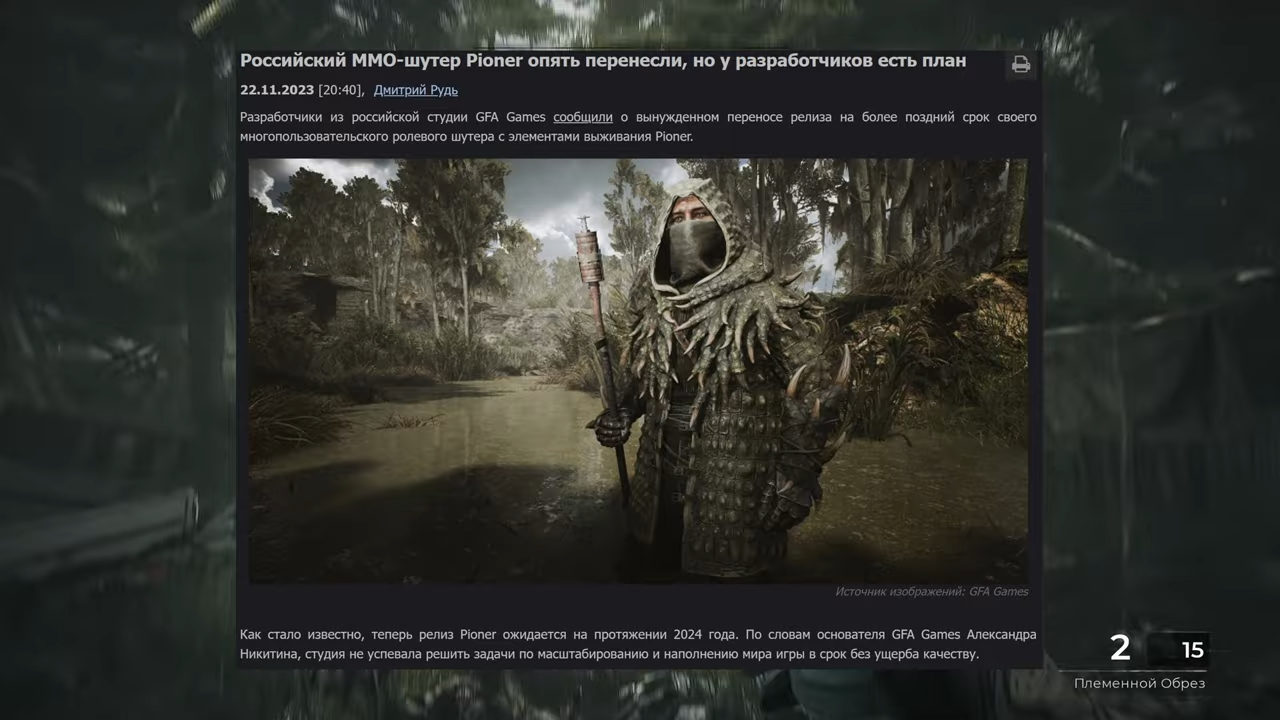 Российский ММО-шутер Pioner опять перенесли, но у разработчиков есть план
22.11.2023 [20:40], Дмитрий Рудь
Разработчики из российской студии GFA Games сообщили о вынужденном переносе релиза на более поздний срок своего
многопользовательского ролевого шутера с элементами выживания Pioner.
Источник изображений: GFA Games
Как стало известно, теперь релиз Pioner ожидается на протяжении 2024 года. По словам основателя GFA Games Александра
Никитина, студия не успевала решить задачи по масштабированию и наполнению мира игры в срок без ущерба качеству.
2 15
Племенной Обрез